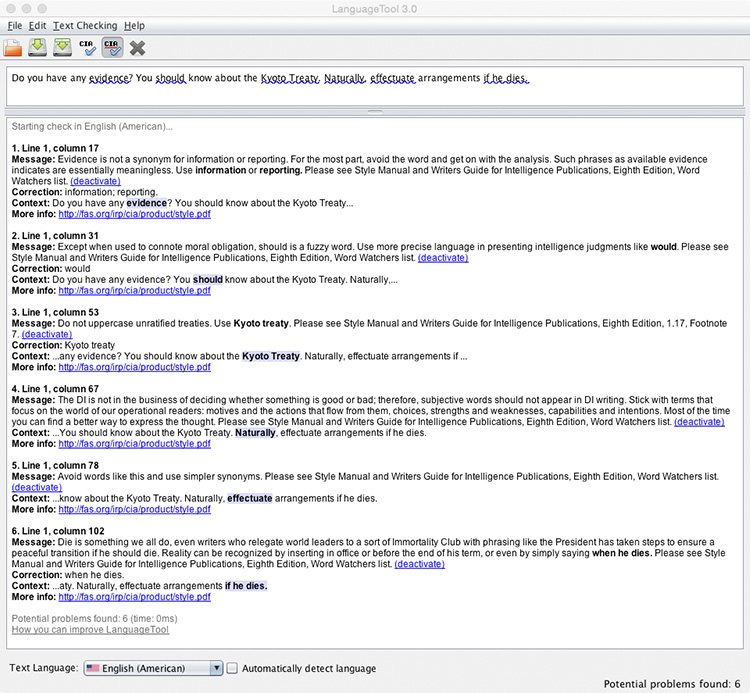 LanguageTool 3.0
File Edit Text Checking Help
CIA CIA
Do you have any evidence? You should know about the Kyoto Treaty. Naturally, effectuate arrangements if he dies.
Starting check in English (American)...
1. Line 1, column 17
Message: Evidence is not a synonym for information or reporting. For the most part, avoid the word and get on with the analysis. Such phrases as available evidence
indicates are essentially meaningless. Use information or reporting. Please see Style Manual and Writers Guide for Intelligence Publications, Eighth Edition, Word
Watchers list. (deactivate)
Correction: information; reporting.
Context: Do you have any evidence? You should know about the Kyoto Treaty...
More info: http://fas.org/irp/cia/product/style.pdf
2. Line 1, column 31
Message: Except when used to connote moral obligation, should is a fuzzy word. Use more precise language in presenting intelligence judgments like would. Please see
Style Manual and Writers Guide for Intelligence Publications, Eighth Edition, Word Watchers list. (deactivate)
Correction: would
Context: Do you have any evidence? You should know about the Kyoto Treaty. Naturally,...
More info: http://fas.org/irp/cia/product/style.pdf
3. Line 1, column 53
Message: Do not uppercase unratified treaties. Use Kyoto treaty. Please see Style Manual and Writers Guide for Intelligence Publications, Eighth Edition, 1.17, Footnote
7. (deactivate)
Correction: Kyoto treaty
Context: ...any evidence? You should know about the Kyoto Treaty. Naturally, effectuate arrangements if ...
More info: http://fas.org/irp/cia/product/style.pdf
4. Line 1, column 67
Message: The DI is not in the business of deciding whether something is good or bad; therefore, subjective words should not appear in DI writing. Stick with terms that
focus on the world of our operational readers: motives and the actions that flow from them, choices, strengths and weaknesses, capabilities and intentions. Most of the time
you can find a better way to express the thought. Please see Style Manual and Writers Guide for Intelligence Publications, Eighth Edition, Word Watchers list. (deactivate)
Context: ...You should know about the Kyoto Treaty. Naturally, effectuate arrangements if he dies.
More info: http://fas.org/irp/cia/product/style.pdf
5. Line 1, column 78
Message: Avoid words like this and use simpler synonyms. Please see Style Manual and Writers Guide for Intelligence Publications, Eighth Edition, Word Watchers list.
(deactivate)
Context: ...know about the Kyoto Treaty. Naturally, effectuate arrangements if he dies.
More info: http://fas.org/irp/cia/product/style.pdf
6. Line 1, column 102
Message: Die is something we all do, even writers who relegate world leaders to a sort of Immortality Club with phrasing like the President has taken steps to ensure a
peaceful transition if he should die. Reality can be recognized by inserting in office or before the end of his term, or even by simply saying when he dies. Please see Style
Manual and Writers Guide for Intelligence Publications, Eighth Edition, Word Watchers list. (deactivate)
Correction: when he dies.
Context: ...aty. Naturally, effectuate arrangements if he dies.
More info: http://fas.org/irp/cia/product/style.pdf
Potential problems found: 6 (time: 0ms)
How you can improve LanguageTool
Text Language: English (American) Automatically detect language
Potential problems found: 6